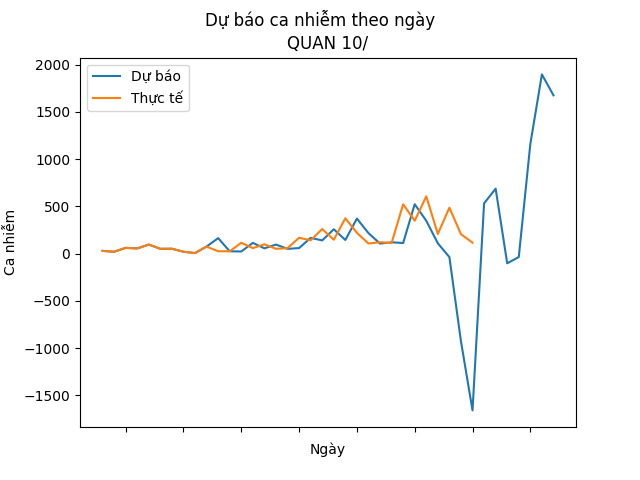 Dự báo ca nhiễm theo ngày
QUAN 10/
Dự báo
Thực tế
2000
1500
1000
500
0
−500
−1000
−1500
Ca nhiễm
Ngày